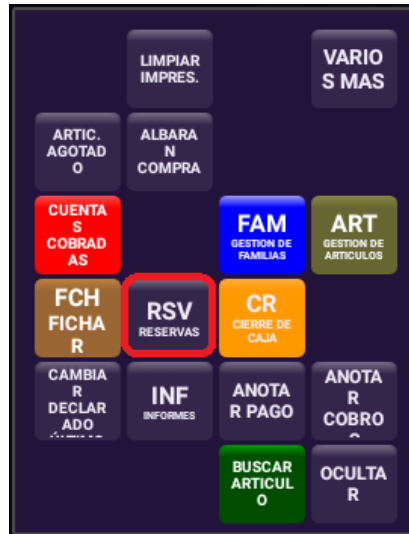 LIMPIAR
IMPRES.
VARIO
S MAS
ARTIC.
AGOTAD
O
ALBARA
N
COMPRA
CUENTA
S
COBRAD
AS
FAM
GESTION DE
FAMILIAS
ART
GESTION DE
ARTICULOS
FCH
FICHA
R
RSV
RESERVAS
CR
CIERRE DE
CAJA
CAMBIA
R
DECLAR
ADO
INF
INFORMES
ANOTA
R PAGO
ANOTA
R
COBRO
BUSCAR
ARTICUL
O
OCULTA
R